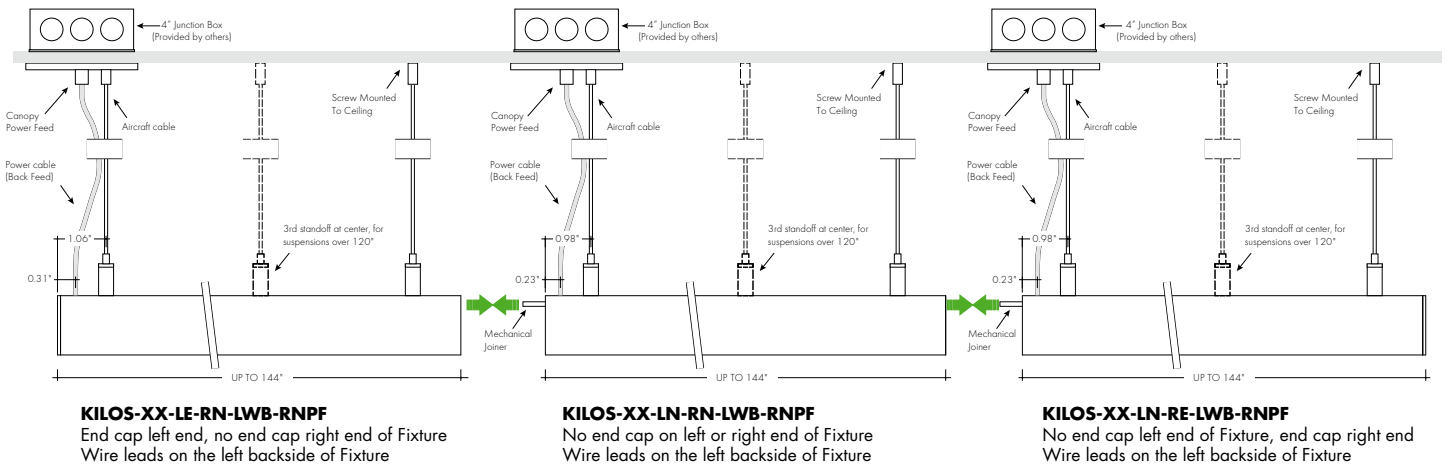 4" Junction Box
(Provided by others)
Canopy
Power Feed
Aircraft cable
Screw Mounted
To Ceiling
Power cable
(Back Feed)
1.06"
0.31"
3rd standoff at center, for
suspensions over 120"
UP TO 144"
KILOS-XX-LE-RN-LWB-RNPF
End cap left end, no end cap right end of Fixture
Wire leads on the left backside of Fixture
4" Junction Box
(Provided by others)
Canopy
Power Feed
Aircraft cable
Screw Mounted
To Ceiling
Power cable
(Back Feed)
0.98"
0.23"
3rd standoff at center, for
suspensions over 120"
Mechanical
Joiner
UP TO 144"
KILOS-XX-LN-RN-LWB-RNPF
No end cap on left or right end of Fixture
Wire leads on the left backside of Fixture
4" Junction Box
(Provided by others)
Canopy
Power Feed
Aircraft cable
Screw Mounted
To Ceiling
Power cable
(Back Feed)
0.98"
0.23"
3rd standoff at center, for
suspensions over 120"
Mechanical
Joiner
UP TO 144"
KILOS-XX-LN-RE-LWB-RNPF
No end cap left end of Fixture, end cap right end
Wire leads on the left backside of Fixture